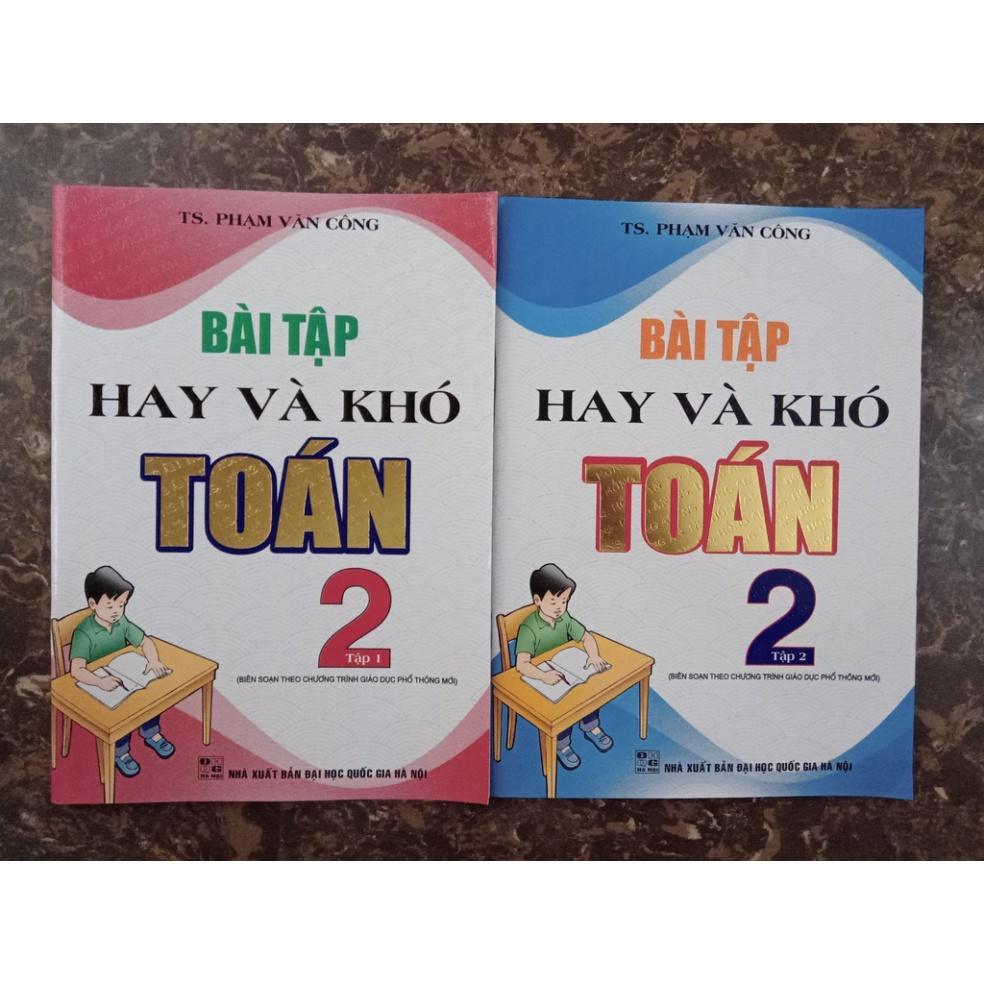 TS. PHẠM VĂN CÔNG
BÀI TẬP
HAY VÀ KHÓ
TOÁN
2
Tập 1
(BIÊN SOẠN THEO CHƯƠNG TRÌNH GIÁO DỤC PHỔ THÔNG MỚI)
NHÀ XUẤT BẢN ĐẠI HỌC QUỐC GIA HÀ NỘI
TS. PHẠM VĂN CÔNG
BÀI TẬP
HAY VÀ KHÓ
TOÁN
2
Tập 2
(BIÊN SOẠN THEO CHƯƠNG TRÌNH GIÁO DỤC PHỔ THÔNG MỚI)
NHÀ XUẤT BẢN ĐẠI HỌC QUỐC GIA HÀ NỘI